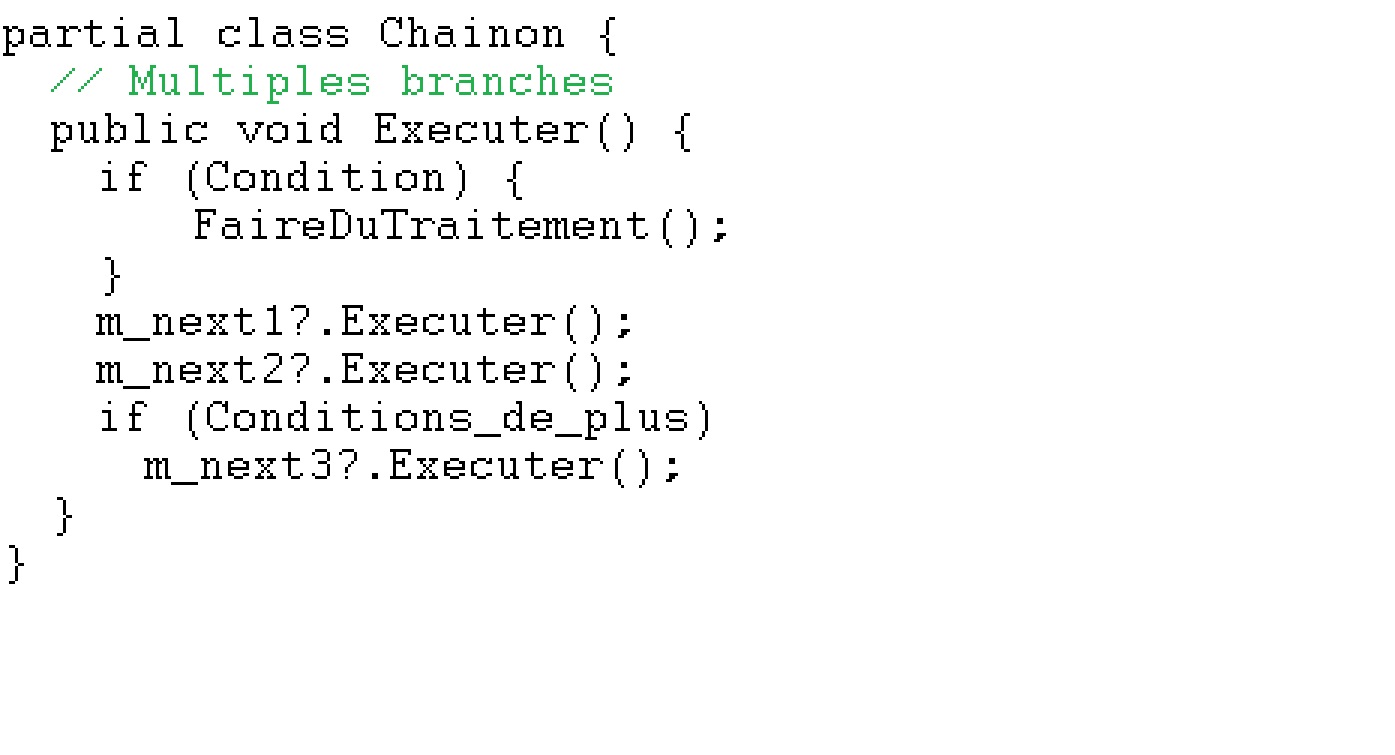 partial class Chainon {
  // Multiples branches
  public void Executer() {
    if (Condition) {
        FaireDuTraitement();
    }
    m_next1?.Executer();
    m_next2?.Executer();
    if (Conditions_de_plus)
      m_next3?.Executer();
  }
}